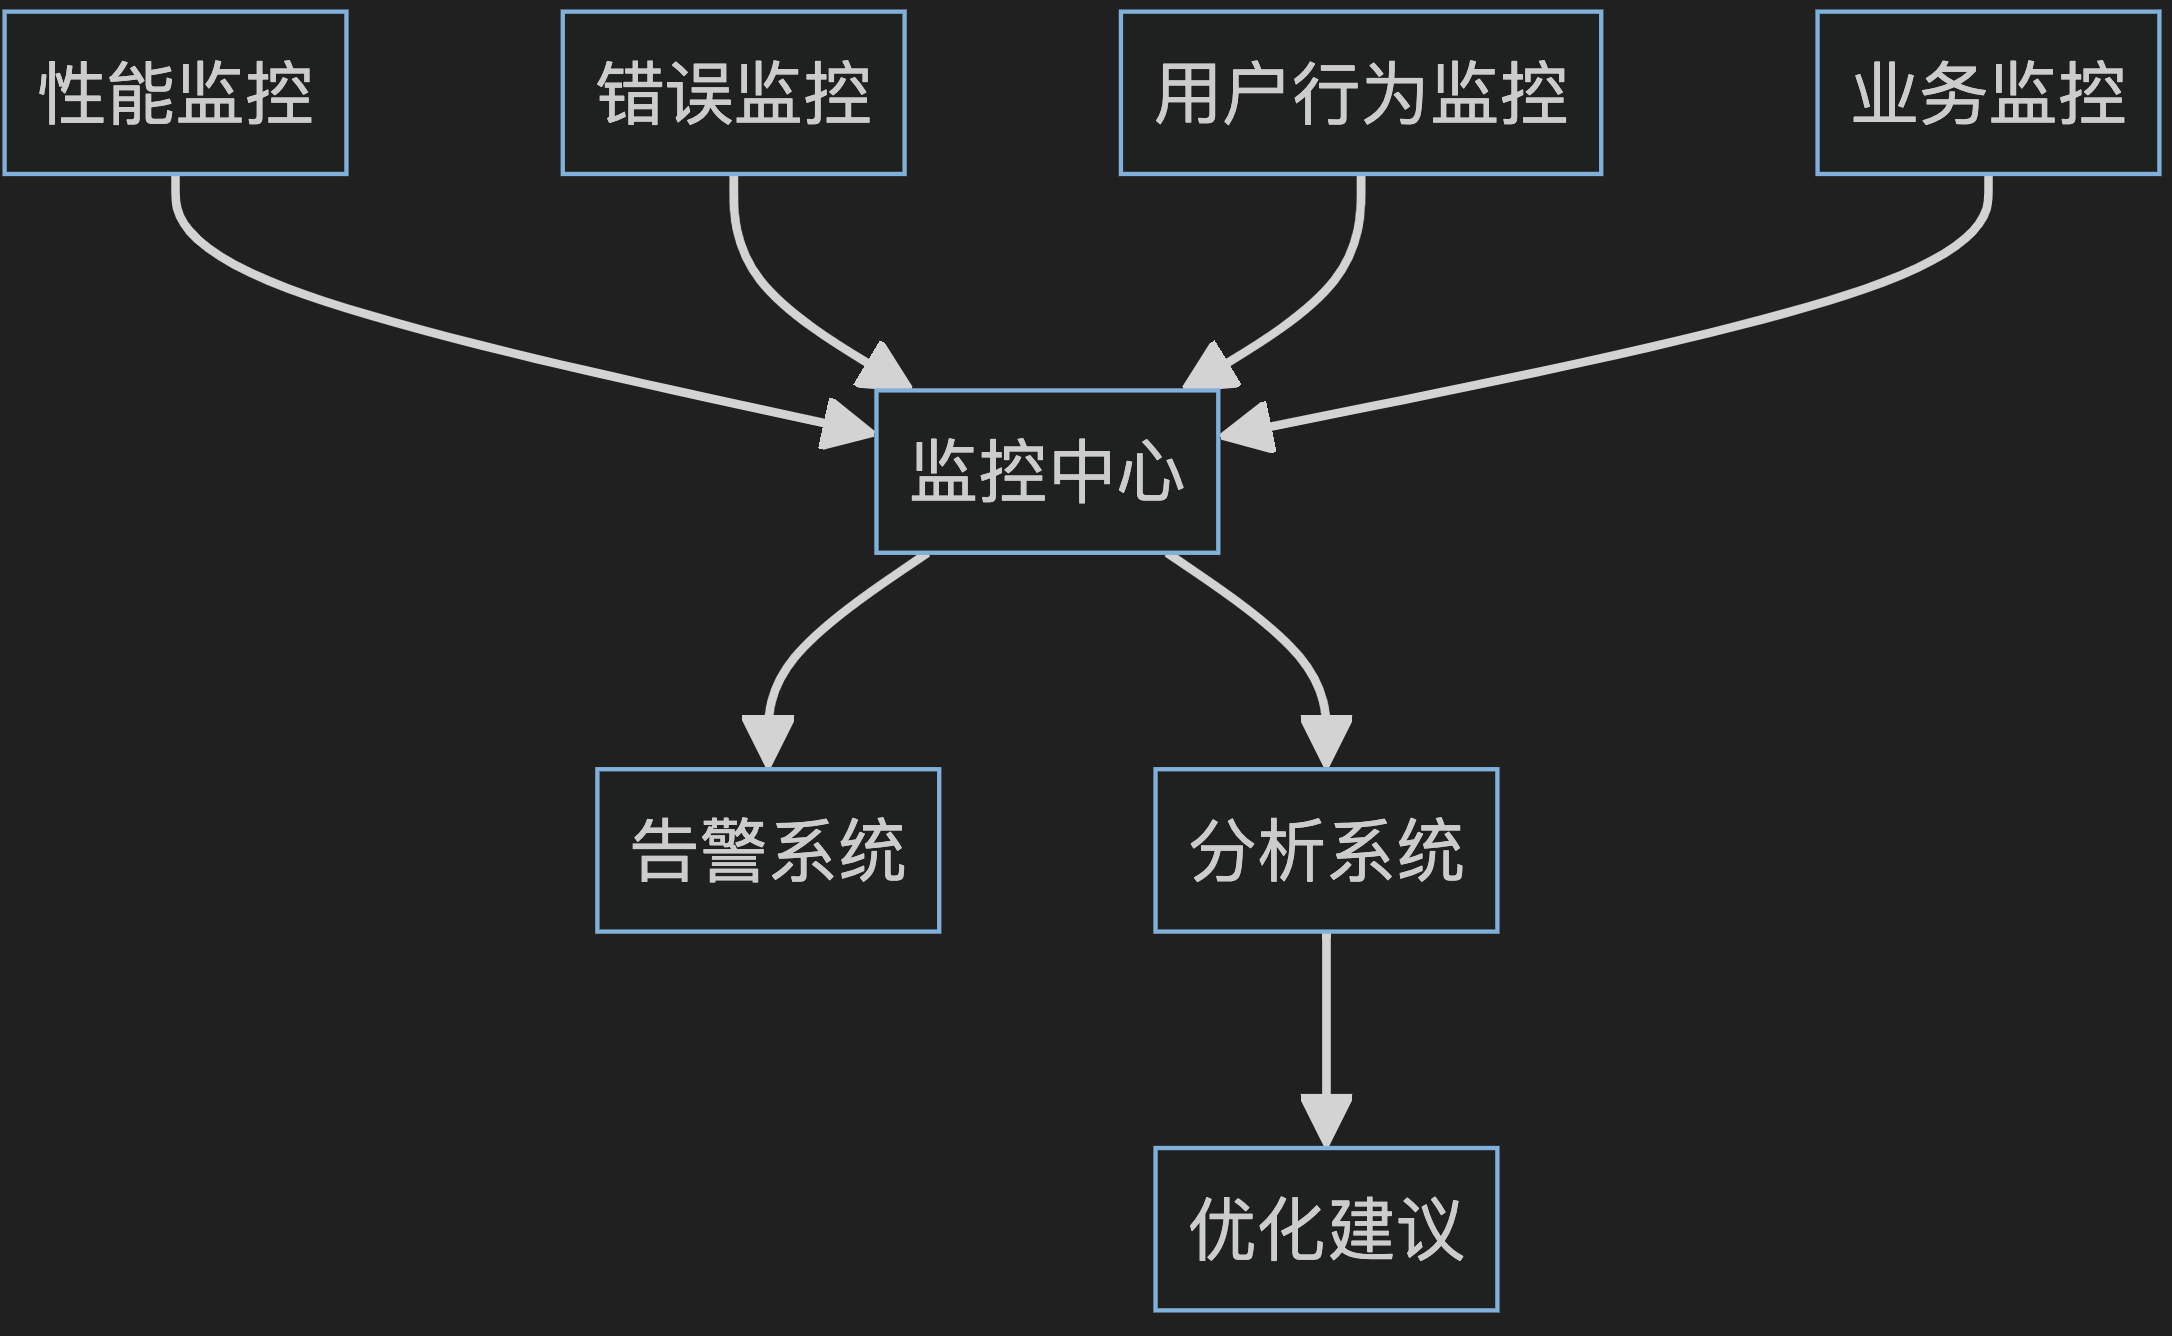 性能监控
错误监控
用户行为监控
业务监控
监控中心
告警系统
分析系统
优化建议